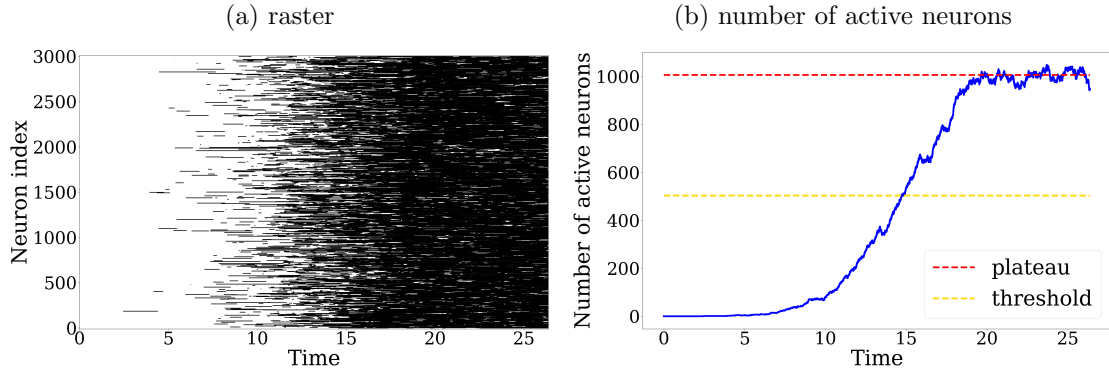 (a) raster
3000
2500
2000
1500
1000
500
0
Neuron index
0 5 10 15 20 25
Time
(b) number of active neurons
1000
800
600
400
200
0
Number of active neurons
plateau
threshold
0 5 10 15 20 25
Time